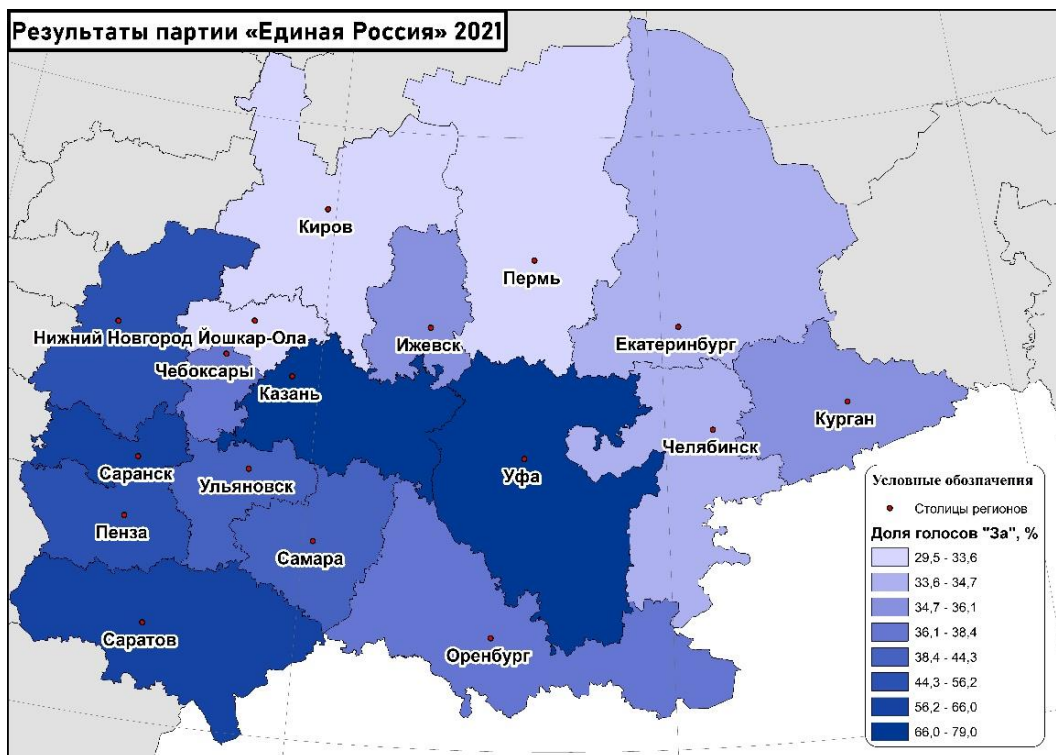 Результаты партии «Единая Россия» 2021
Киров
Пермь
Нижний Новгород
Йошкар-Ола
Ижевск
Екатеринбург
Чебоксары
Казань
Курган
Челябинск
Саранск
Ульяновск
Уфа
Пенза
Самара
Саратов
Оренбург
Условные обозначения
Столицы регионов
Доля голосов "За", %
29,5 - 33,6
33,6 - 34,7
34,7 - 36,1
36,1 - 38,4
38,4 - 44,3
44,3 - 56,2
56,2 - 66,0
66,0 - 79,0